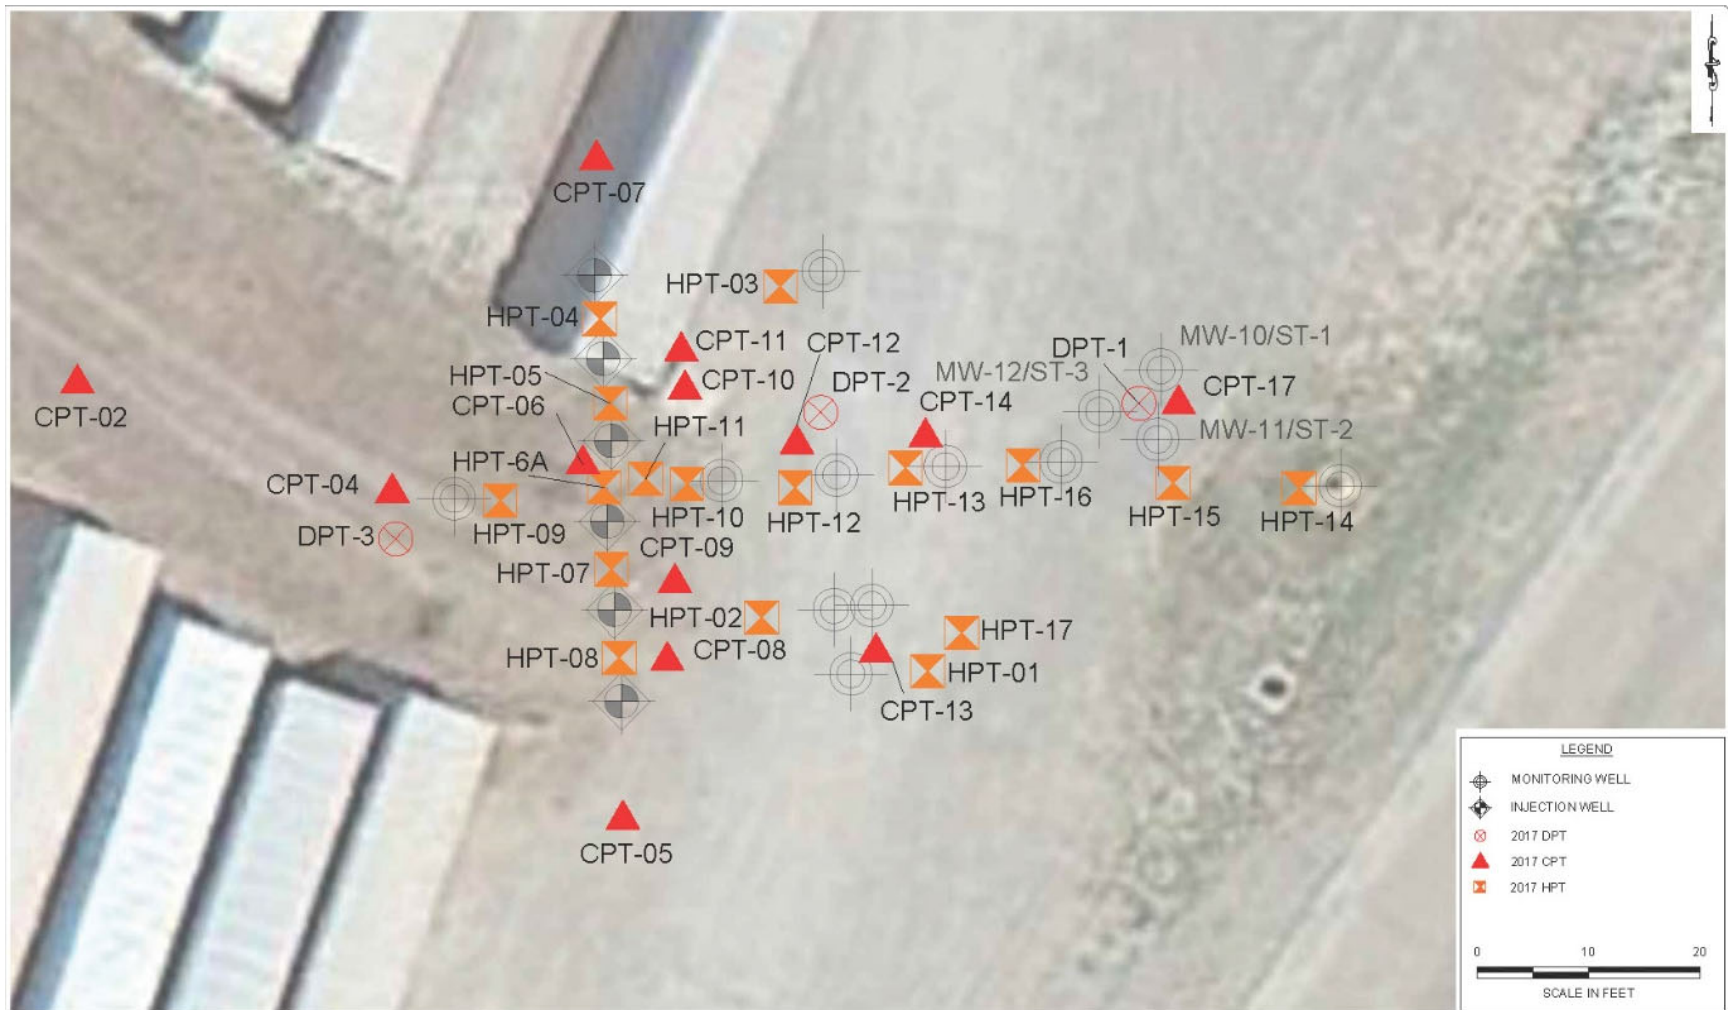 CPT-07
HPT-03
HPT-04
CPT-11
CPT-12
DPT-1
MW-10/ST-1
HPT-05
CPT-10
DPT-2
MW-12/ST-3
CPT-17
CPT-02
CPT-06
CPT-14
HPT-11
MW-11/ST-2
HPT-6A
CPT-04
HPT-09
HPT-10
HPT-12
HPT-13
HPT-16
HPT-15
HPT-14
DPT-3
CPT-09
HPT-07
HPT-02
HPT-17
HPT-08
CPT-08
HPT-01
CPT-13
CPT-05
LEGEND
MONITORING WELL
INJECTION WELL
2017 DPT
2017 CPT
2017 HPT
0 10 20
SCALE IN FEET